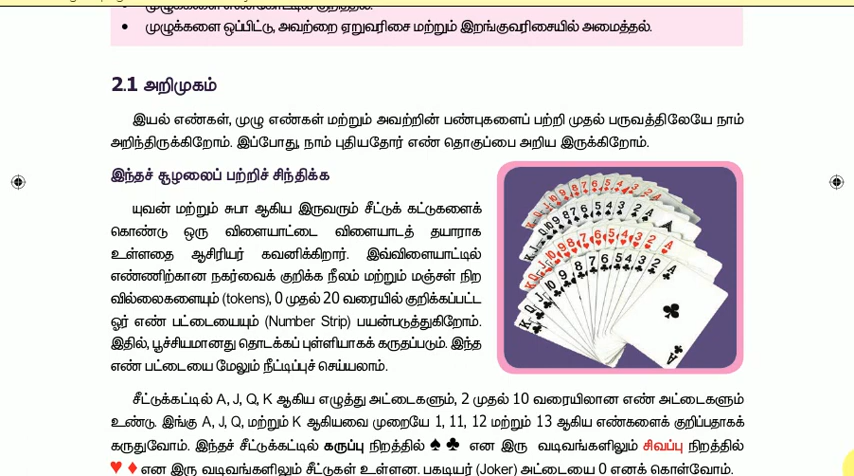 முழுக்களை எண்கோட்டில் குறித்தல்.
• முழுக்களை ஒப்பிட்டு, அவற்றை ஏறுவரிசை மற்றும் இறங்குவரிசையில் அமைத்தல்.
2.1 அறிமுகம்
இயல் எண்கள், முழு எண்கள் மற்றும் அவற்றின் பண்புகளைப் பற்றி முதல் பருவத்திலேயே நாம்
அறிந்திருக்கிறோம். இப்போது, நாம் புதியதோர் எண் தொகுப்பை அறிய இருக்கிறோம்.
இந்தச் சூழலைப் பற்றிச் சிந்திக்க
யுவன் மற்றும் சுபா ஆகிய இருவரும் சீட்டுக் கட்டுகளைக்
கொண்டு ஒரு விளையாட்டை விளையாடத் தயாராக
உள்ளதை ஆசிரியர் கவனிக்கிறார். இவ்விளையாட்டில்
எண்ணிற்கான நகர்வைக் குறிக்க நீலம் மற்றும் மஞ்சள் நிற
வில்லைகளையும் (tokens), 0 முதல் 20 வரையில் குறிக்கப்பட்ட
ஓர் எண் பட்டையையும் (Number Strip) பயன்படுத்துகிறோம்.
இதில், பூச்சியமானது தொடக்கப் புள்ளியாகக் கருதப்படும். இந்த
எண் பட்டையை மேலும் நீட்டிப்புச் செய்யலாம்.
சீட்டுக்கட்டில் A, J, Q, K ஆகிய எழுத்து அட்டைகளும், 2 முதல் 10 வரையிலான எண் அட்டைகளும்
உண்டு. இங்கு A, J, Q, மற்றும் K ஆகியவை முறையே 1, 11, 12 மற்றும் 13 ஆகிய எண்களைக் குறிப்பதாகக்
கருதுவோம். இந்தச் சீட்டுக்கட்டில் கருப்பு நிறத்தில் ♠ ♣ என இரு வடிவங்களிலும் சிவப்பு நிறத்தில்
♥ ♦ என இரு வடிவங்களிலும் சீட்டுகள் உள்ளன. பகடியர் (Joker) அட்டையை 0 எனக் கொள்வோம்.